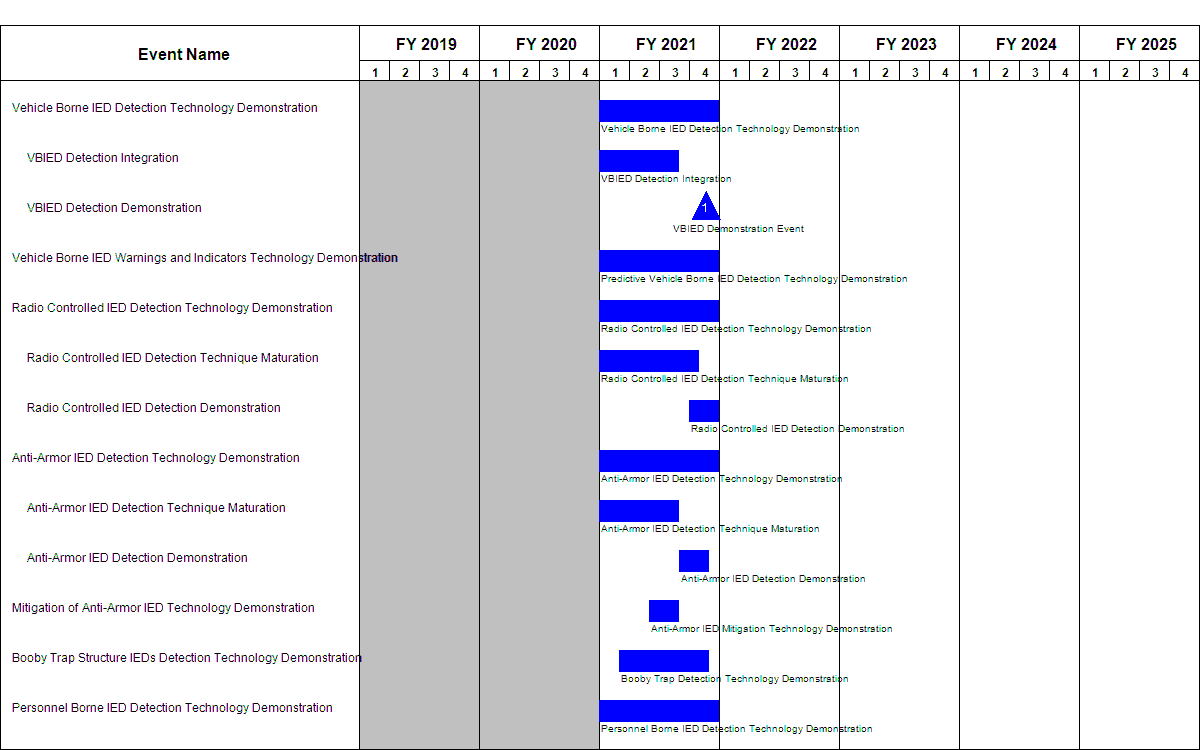 Event Name FY 2019 FY 2020 FY 2021 FY 2022 FY 2023 FY 2024 FY 2025
1 2 3 4 1 2 3 4 1 2 3 4 1 2 3 4 1 2 3 4 1 2 3 4 1 2 3 4
Vehicle Borne IED Detection Technology Demonstration
Vehicle Borne IED Detection Technology Demonstration
VBIED Detection Integration
VBIED Detection Integration
VBIED Detection Demonstration
1
VBIED Demonstration Event
Vehicle Borne IED Warnings and Indicators Technology Demonstration
Predictive Vehicle Borne IED Detection Technology Demonstration
Radio Controlled IED Detection Technology Demonstration
Radio Controlled IED Detection Technology Demonstration
Radio Controlled IED Detection Technique Maturation
Radio Controlled IED Detection Technique Maturation
Radio Controlled IED Detection Demonstration
Radio Controlled IED Detection Demonstration
Anti-Armor IED Detection Technology Demonstration
Anti-Armor IED Detection Technology Demonstration
Anti-Armor IED Detection Technique Maturation
Anti-Armor IED Detection Technique Maturation
Anti-Armor IED Detection Demonstration
Anti-Armor IED Detection Demonstration
Mitigation of Anti-Armor IED Technology Demonstration
Anti-Armor IED Mitigation Technology Demonstration
Booby Trap Structure IEDs Detection Technology Demonstration
Booby Trap Detection Technology Demonstration
Personnel Borne IED Detection Technology Demonstration
Personnel Borne IED Detection Technology Demonstration